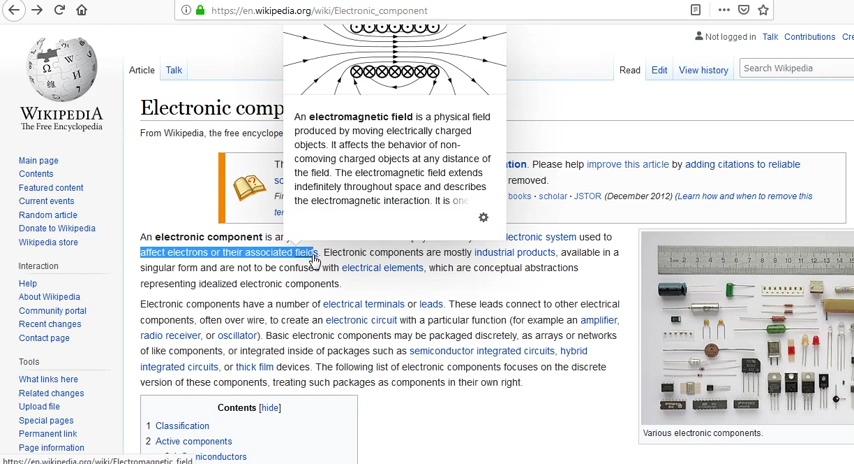 https://en.wikipedia.org/wiki/Electronic_component
Not logged in Talk Contributions Cre
Article Talk
Read Edit View history Search Wikipedia
WIKIPEDIA
The Free Encyclopedia
Main page
Contents
Featured content
Current events
Random article
Donate to Wikipedia
Wikipedia store
Interaction
Help
About Wikipedia
Community portal
Recent changes
Contact page
Tools
What links here
Related changes
Upload file
Special pages
Permanent link
Page information
https://en.wikipedia.org/wiki/Electromagnetic_field
Electronic comp
From Wikipedia, the free encyclope
An electromagnetic field is a physical field
produced by moving electrically charged
objects. It affects the behavior of non-
comoving charged objects at any distance of
the field. The electromagnetic field extends
indefinitely throughout space and describes
the electromagnetic interaction. It is one
Please help improve this article by adding citations to reliable
removed.
books · scholar · JSTOR (December 2012) (Learn how and when to remove this
An electronic component is an
electronic system used to
affect electrons or their associated fields. Electronic components are mostly industrial products, available in a
singular form and are not to be confused with electrical elements, which are conceptual abstractions
representing idealized electronic components.
Electronic components have a number of electrical terminals or leads. These leads connect to other electrical
components, often over wire, to create an electronic circuit with a particular function (for example an amplifier,
radio receiver, or oscillator). Basic electronic components may be packaged discretely, as arrays or networks
of like components, or integrated inside of packages such as semiconductor integrated circuits, hybrid
integrated circuits, or thick film devices. The following list of electronic components focuses on the discrete
version of these components, treating such packages as components in their own right.
Contents [hide]
1 Classification
2 Active components
Various electronic components.